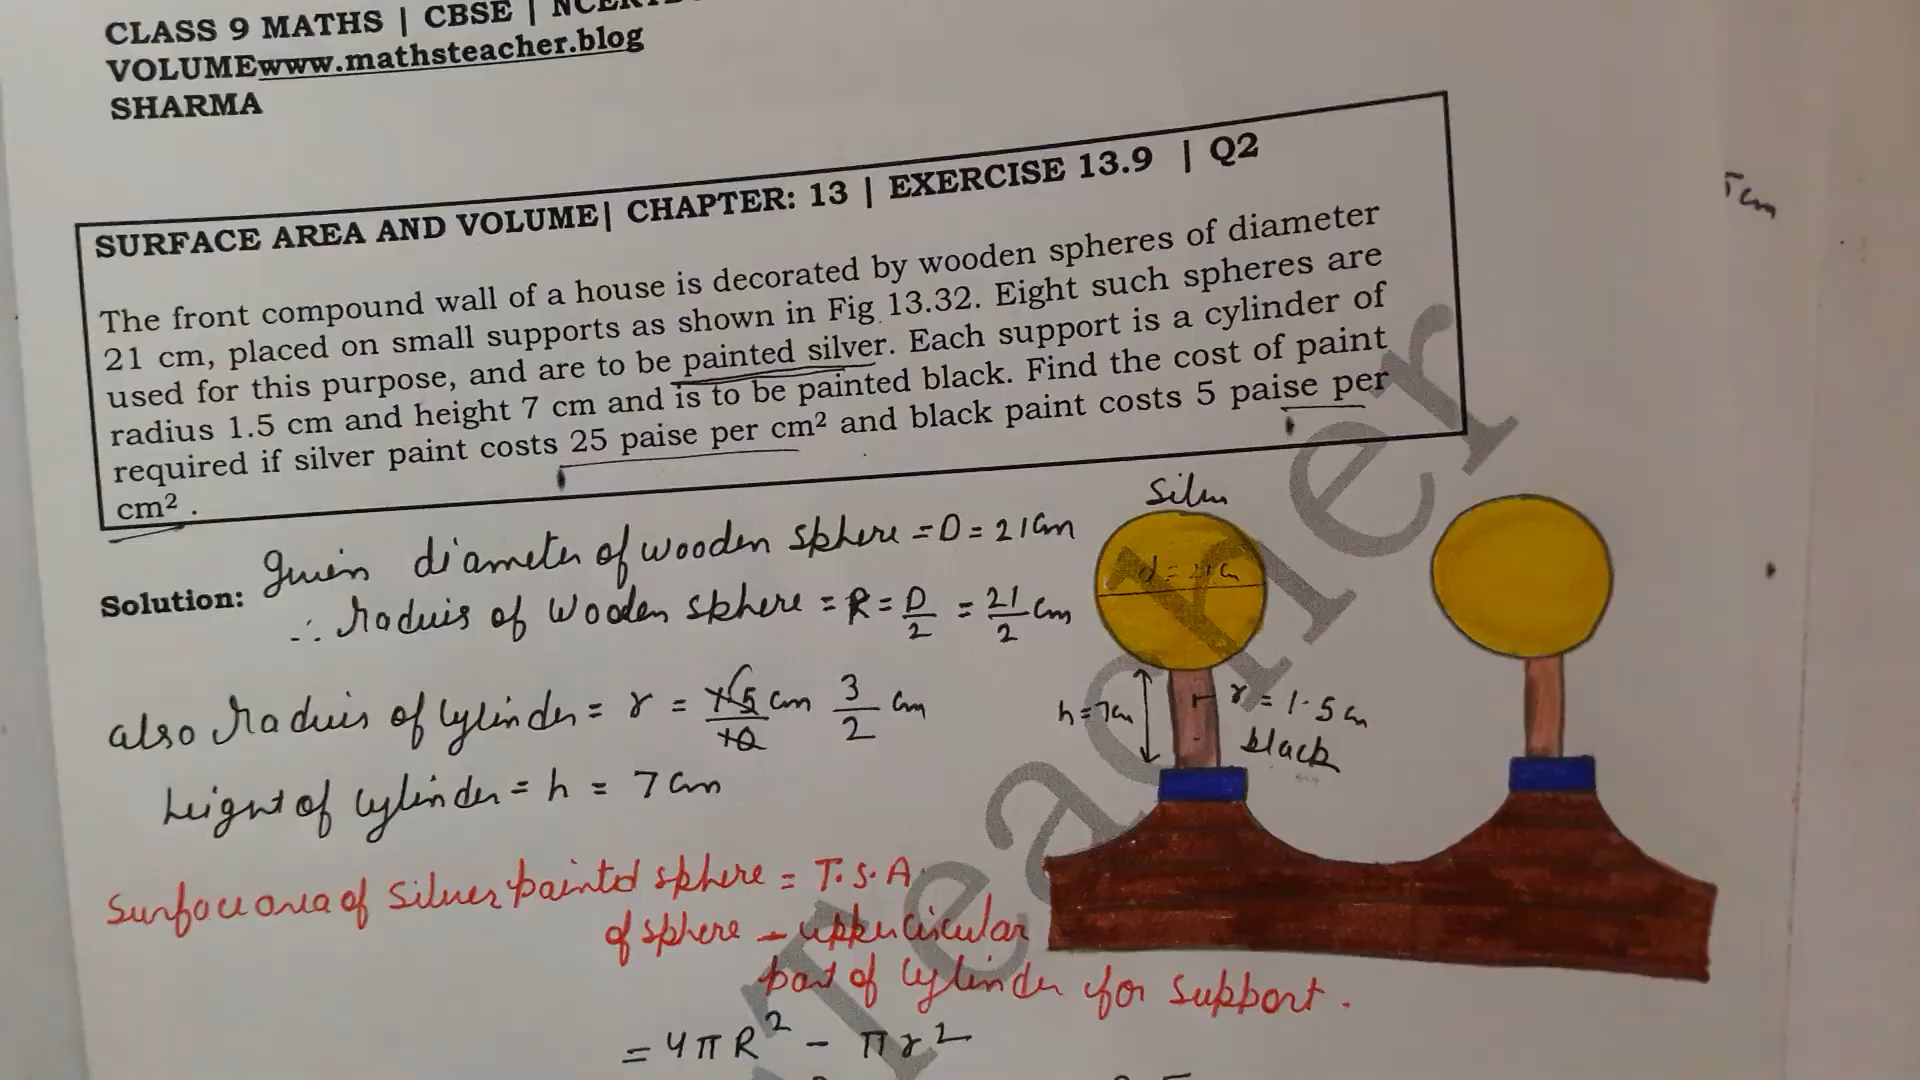 CLASS 9 MATHS | CBSE |
VOLUMEwww.mathsteacher.blog
SHARMA
SURFACE AREA AND VOLUME| CHAPTER: 13 | EXERCISE 13.9 | Q2
The front compound wall of a house is decorated by wooden spheres of diameter
21 cm, placed on small supports as shown in Fig 13.32. Eight such spheres are
used for this purpose, and are to be painted silver. Each support is a cylinder of
radius 1.5 cm and height 7 cm and is to be painted black. Find the cost of paint
required if silver paint costs 25 paise per cm² and black paint costs 5 paise per
cm² .
Solution:
given diameter of wooden sphere = D = 21cm
∴ radius of wooden sphere = R = D/2 = 21/2 cm
also radius of cylinder = r = 15/10 cm 3/2 cm
height of cylinder = h = 7 cm
Silver
d = 21 cm
h = 7cm
r = 1.5 cm
black
Surface area of silver painted sphere = T.S.A.
of sphere - upper circular
part of cylinder for support.
= 4πR² - πr²
cm
Teacher